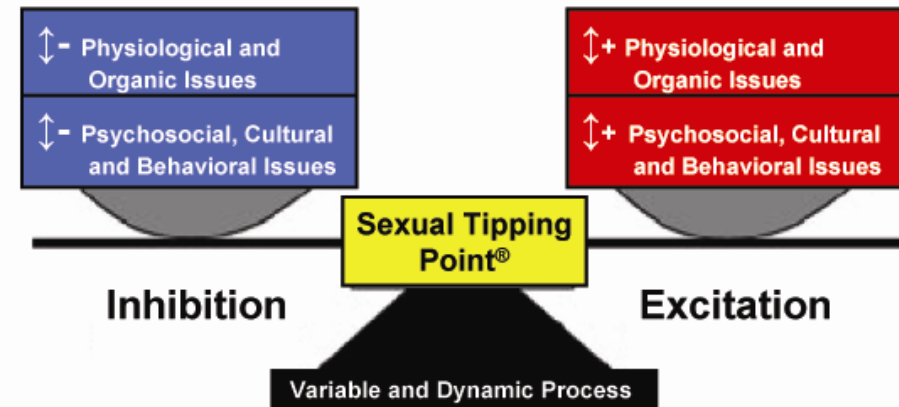 ↕- Physiological and
Organic Issues
↕- Psychosocial, Cultural
and Behavioral Issues
↕+ Physiological and
Organic Issues
↕+ Psychosocial, Cultural
and Behavioral Issues
Sexual Tipping
Point®
Inhibition
Excitation
Variable and Dynamic Process